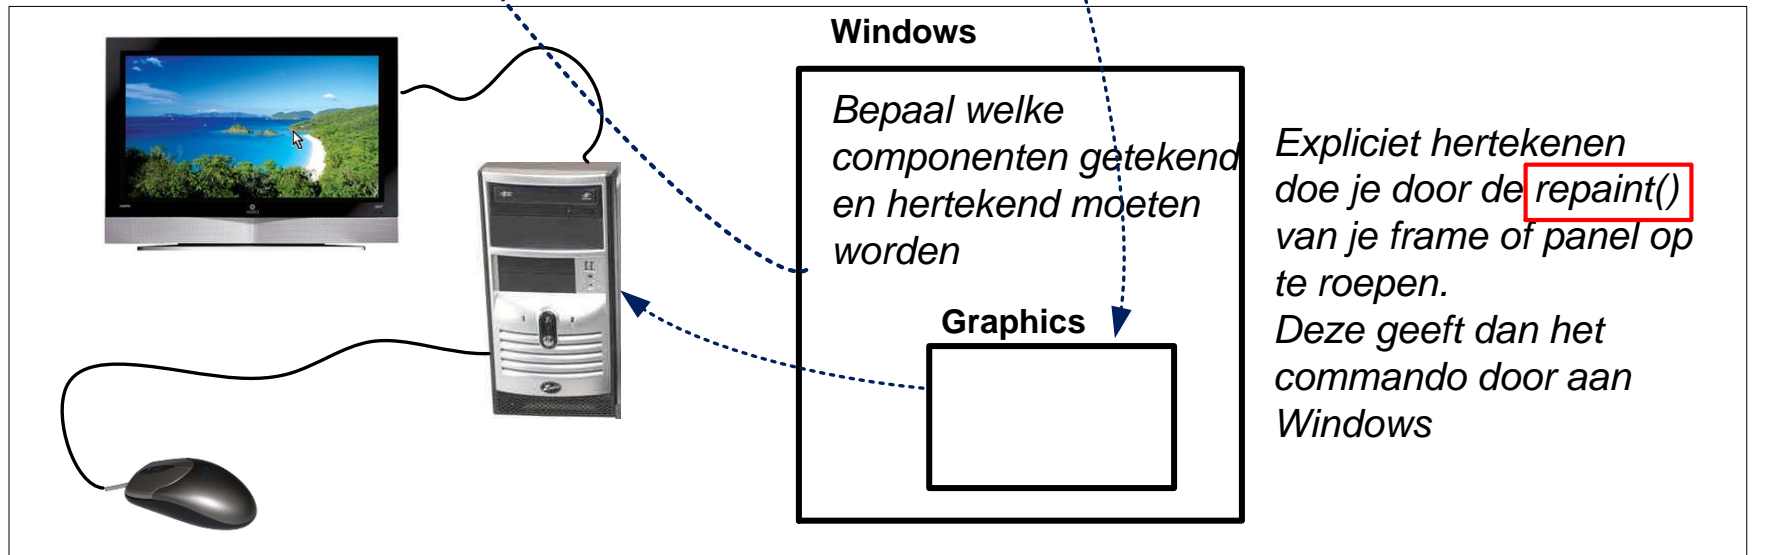 Windows
Bepaal welke
componenten getekend
en hertekend moeten
worden
Graphics
Expliciet hertekenen
doe je door de repaint()
van je frame of panel op
te roepen.
Deze geeft dan het
commando door aan
Windows